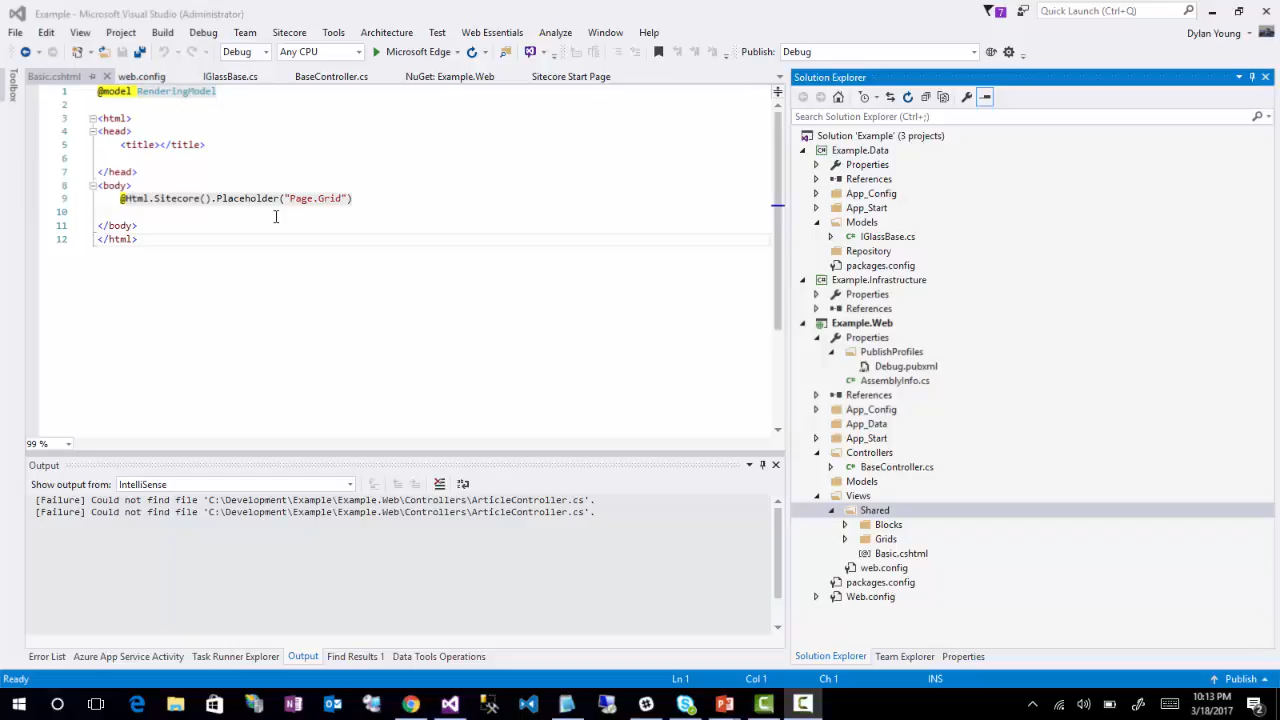 Example - Microsoft Visual Studio (Administrator)
7
Quick Launch (Ctrl+Q)
File Edit View Project Build Debug Team Sitecore Tools Architecture Test Web Essentials Analyze Window Help
Dylan Young
Debug Any CPU Microsoft Edge Publish: Debug
Toolbox
Basic.cshtml web.config IGlassBase.cs BaseController.cs NuGet: Example.Web Sitecore Start Page
1 @model RenderingModel
2
3 <html>
4 <head>
5 <title></title>
6
7 </head>
8 <body>
9 @Html.Sitecore().Placeholder("Page.Grid")
10
11 </body>
12 </html>
99 %
Output
Show output from: IntelliSense
[Failure] Could not find file 'C:\Development\Example\Example.Web\Controllers\ArticleController.cs'.
[Failure] Could not find file 'C:\Development\Example\Example.Web\Controllers\ArticleController.cs'.
Error List Azure App Service Activity Task Runner Explorer Output Find Results 1 Data Tools Operations
Solution Explorer
Search Solution Explorer (Ctrl+;)
Solution 'Example' (3 projects)
Example.Data
Properties
References
App_Config
App_Start
Models
IGlassBase.cs
Repository
packages.config
Example.Infrastructure
Properties
References
Example.Web
Properties
PublishProfiles
Debug.pubxml
AssemblyInfo.cs
References
App_Config
App_Data
App_Start
Controllers
BaseController.cs
Models
Views
Shared
Blocks
Grids
Basic.cshtml
web.config
packages.config
Web.config
Solution Explorer Team Explorer Properties
Ready Ln 1 Col 1 Ch 1 INS Publish
10:13 PM
3/18/2017
2